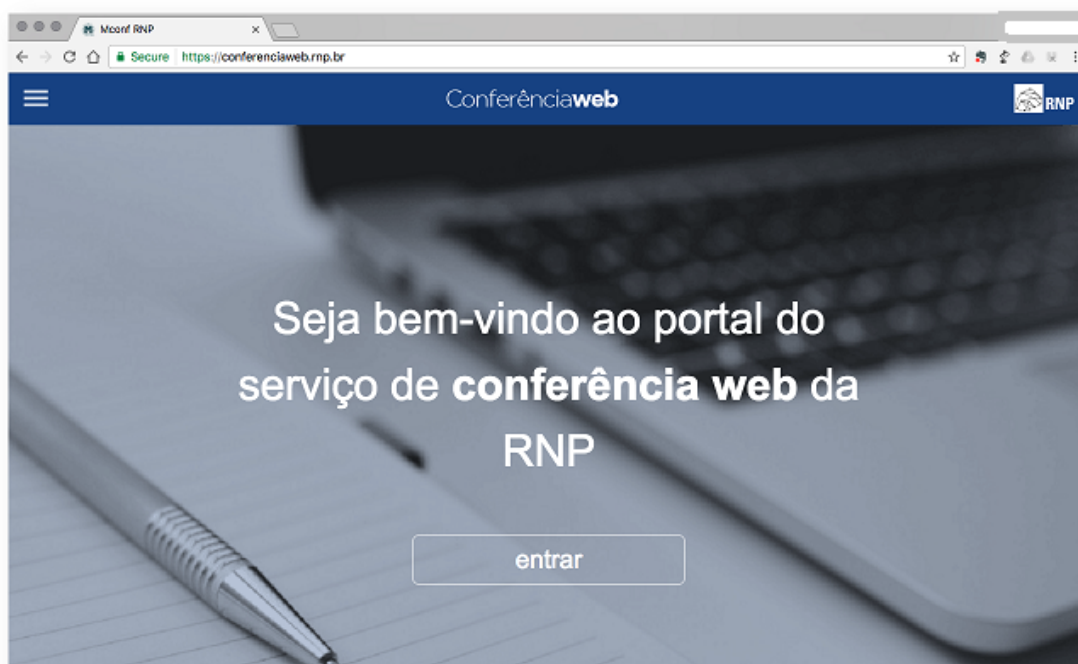 Mconf RNP
Secure https://conferenciaweb.rnp.br
Conferênciaweb
RNP
Seja bem-vindo ao portal do
serviço de conferência web da
RNP
entrar